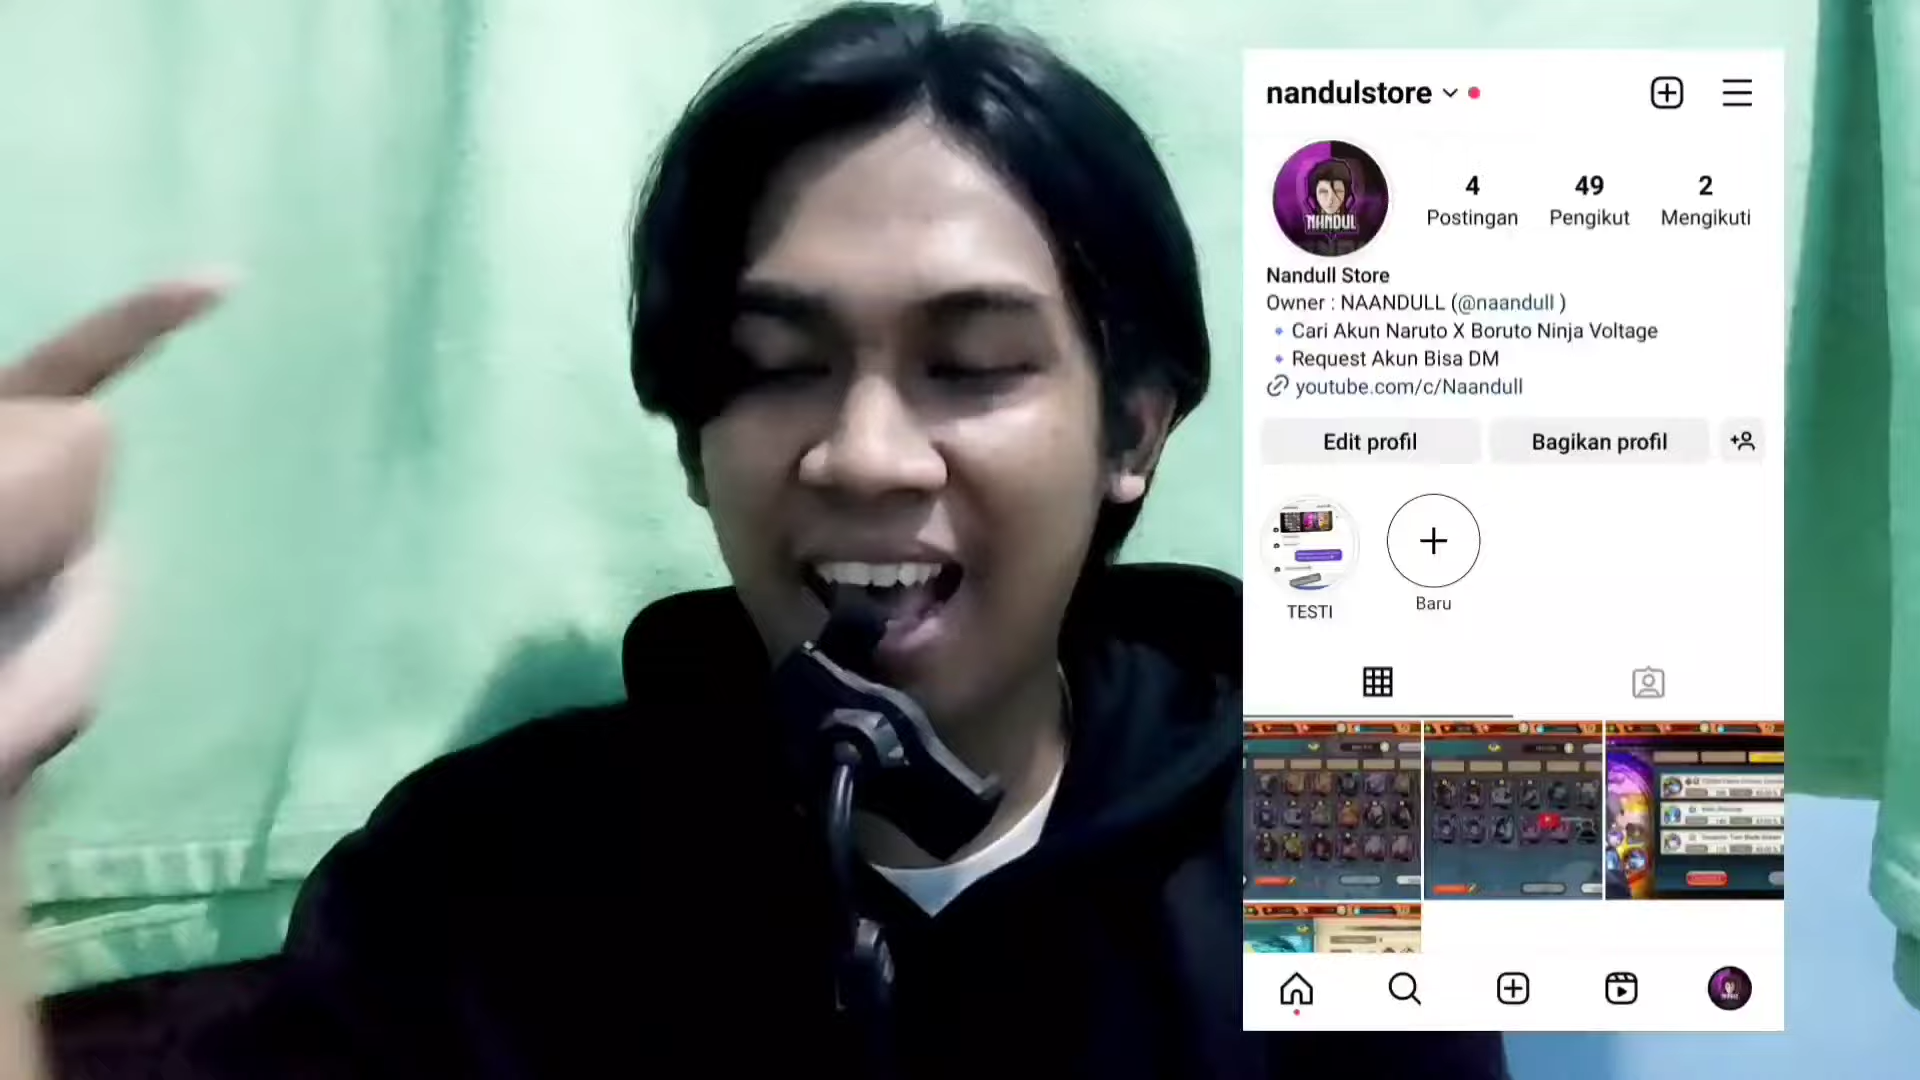 nandulstore
4 49 2
Postingan Pengikut Mengikuti
NANDUL
Nandull Store
Owner : NAANDULL (@naandull )
Cari Akun Naruto X Boruto Ninja Voltage
Request Akun Bisa DM
youtube.com/c/Naandull
Edit profil Bagikan profil
TESTI Baru